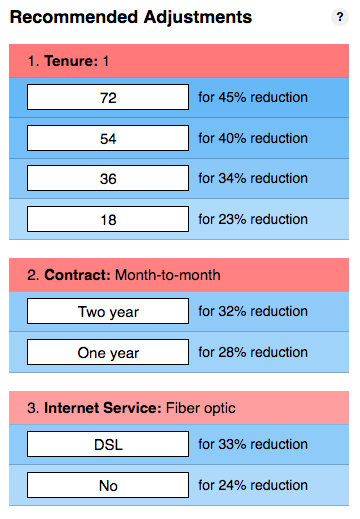 Recommended Adjustments ?
1. Tenure: 1
72 for 45% reduction
54 for 40% reduction
36 for 34% reduction
18 for 23% reduction
2. Contract: Month-to-month
Two year for 32% reduction
One year for 28% reduction
3. Internet Service: Fiber optic
DSL for 33% reduction
No for 24% reduction